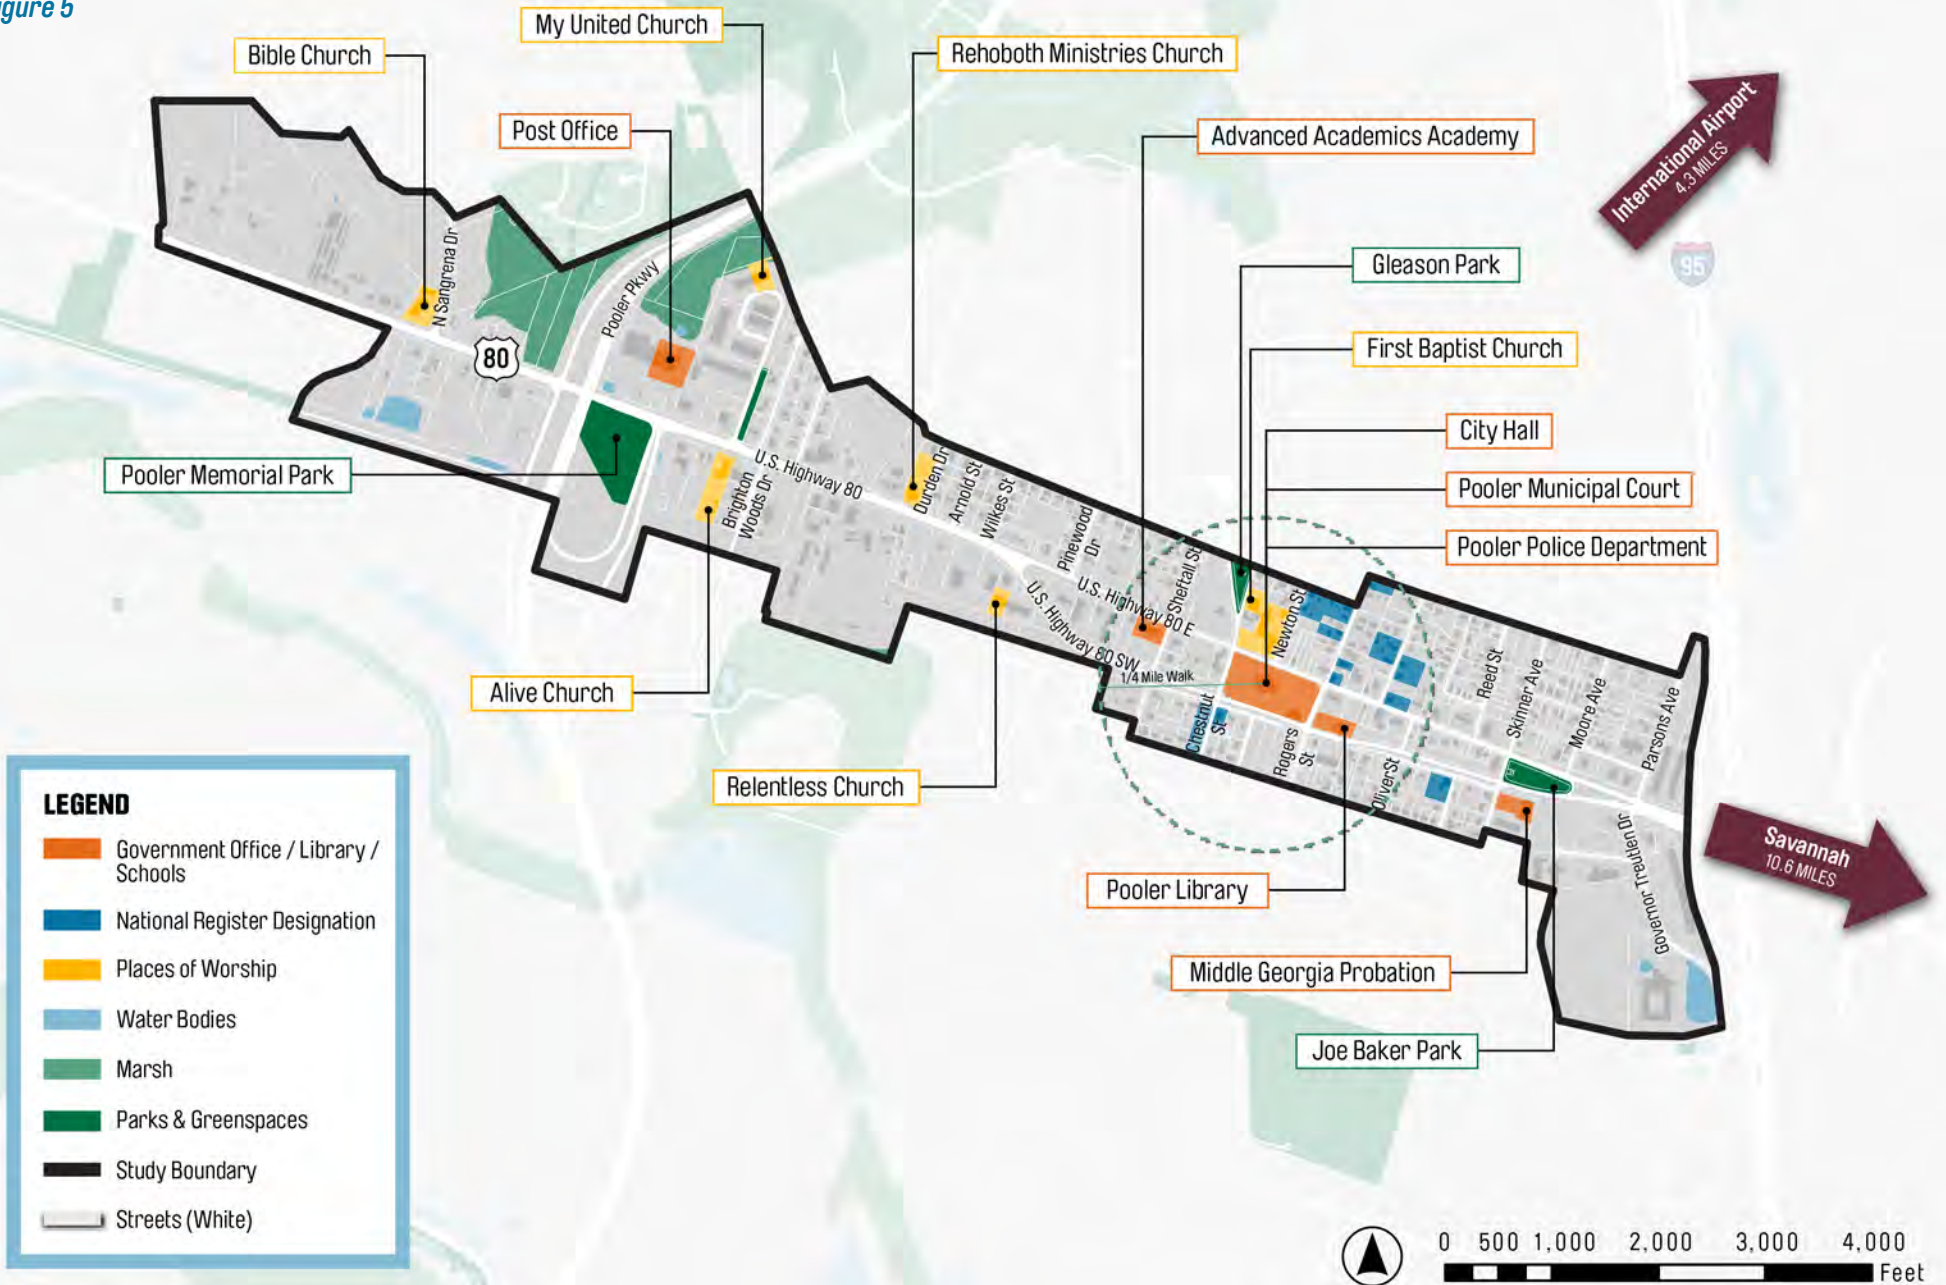 igure 5
My United Church
Bible Church
Rehoboth Ministries Church
Post Office
Advanced Academics Academy
International Airport
4.3 MILES
95
Gleason Park
N Sangrena Dr
Pooler Pkwy
80
First Baptist Church
City Hall
Pooler Memorial Park
U.S. Highway 80
Brighton
Woods Dr
Durden Dr
Arnold St
Wilkes St
Pinewood
Dr
Pooler Municipal Court
Pooler Police Department
Sheftall St
U.S. Highway 80 E
U.S. Highway 80 SW
Newton St
1/4 Mile Walk
Alive Church
Chestnut
St
Rogers
St
Oliver St
Reed St
Skinner Ave
Moore Ave
Parsons Ave
Relentless Church
Governor Treutlen Dr
Savannah
10.6 MILES
Pooler Library
Middle Georgia Probation
Joe Baker Park
LEGEND
Government Office / Library /
Schools
National Register Designation
Places of Worship
Water Bodies
Marsh
Parks & Greenspaces
Study Boundary
Streets (White)
0 500 1,000 2,000 3,000 4,000
Feet